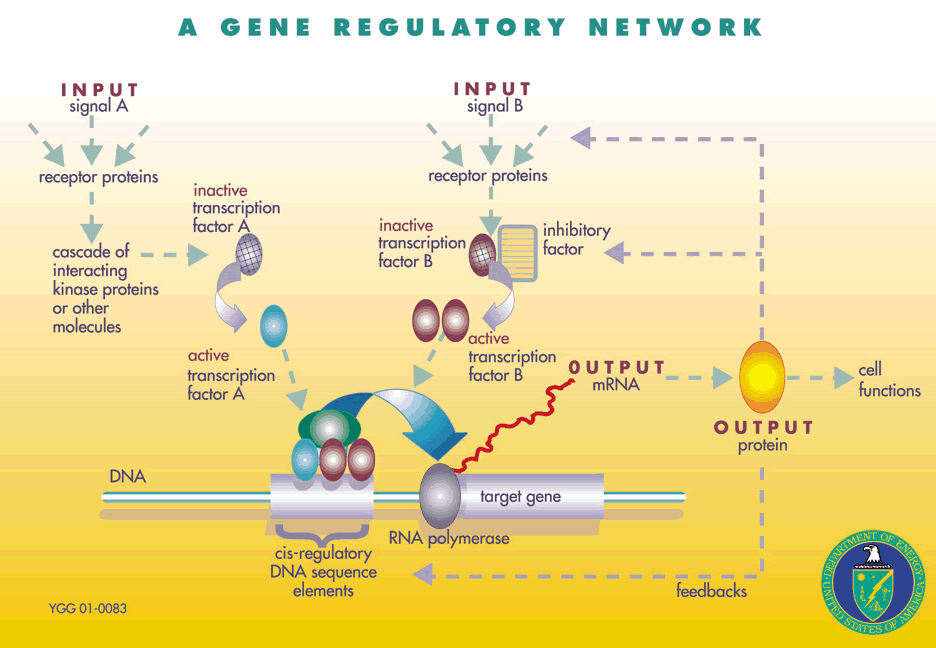 A GENE REGULATORY NETWORK
INPUT
signal A
receptor proteins
cascade of
interacting
kinase proteins
or other
molecules
inactive
transcription
factor A
active
transcription
factor A
INPUT
signal B
receptor proteins
inactive
transcription
factor B
inhibitory
factor
active
transcription
factor B
OUTPUT
mRNA
OUTPUT
protein
cell
functions
DNA
target gene
RNA polymerase
cis-regulatory
DNA sequence
elements
feedbacks
YGG 01-0083
DEPARTMENT OF ENERGY
UNITED STATES OF AMERICA